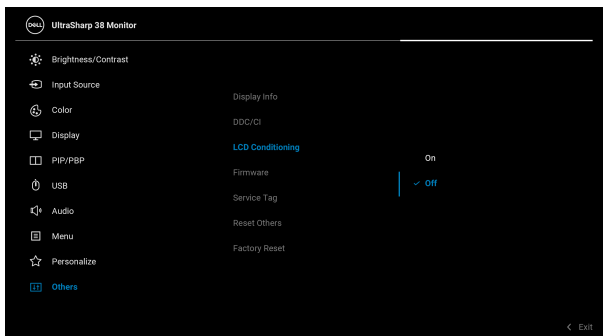 DELL UltraSharp 38 Monitor
Brightness/Contrast
Input Source
Color
Display
PIP/PBP
USB
Audio
Menu
Personalize
Others
Display Info
DDC/CI
LCD Conditioning
Firmware
Service Tag
Reset Others
Factory Reset
On
Off
Exit